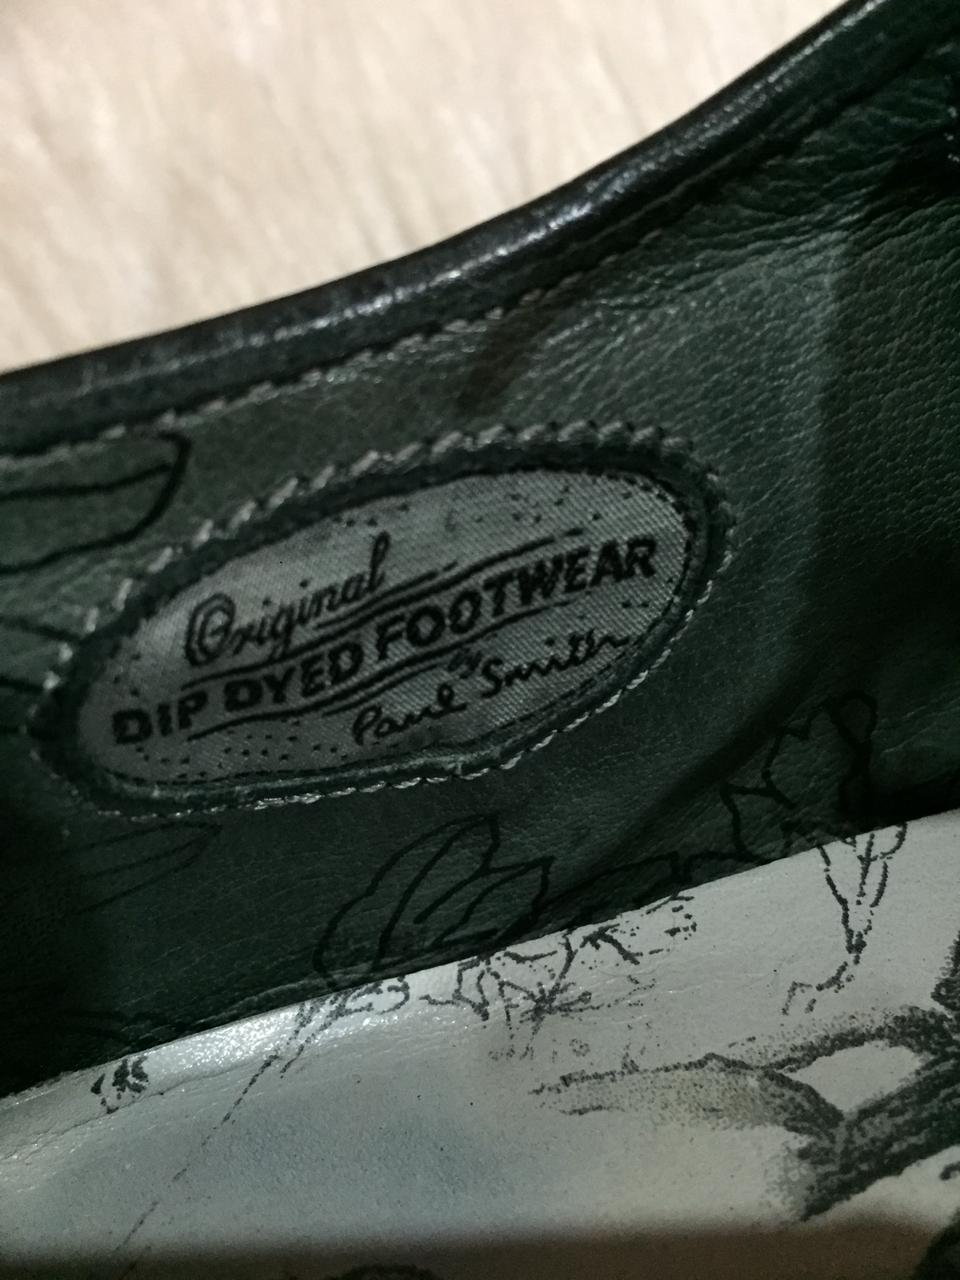 Original
DIP DYED FOOTWEAR
by
Paul Smith